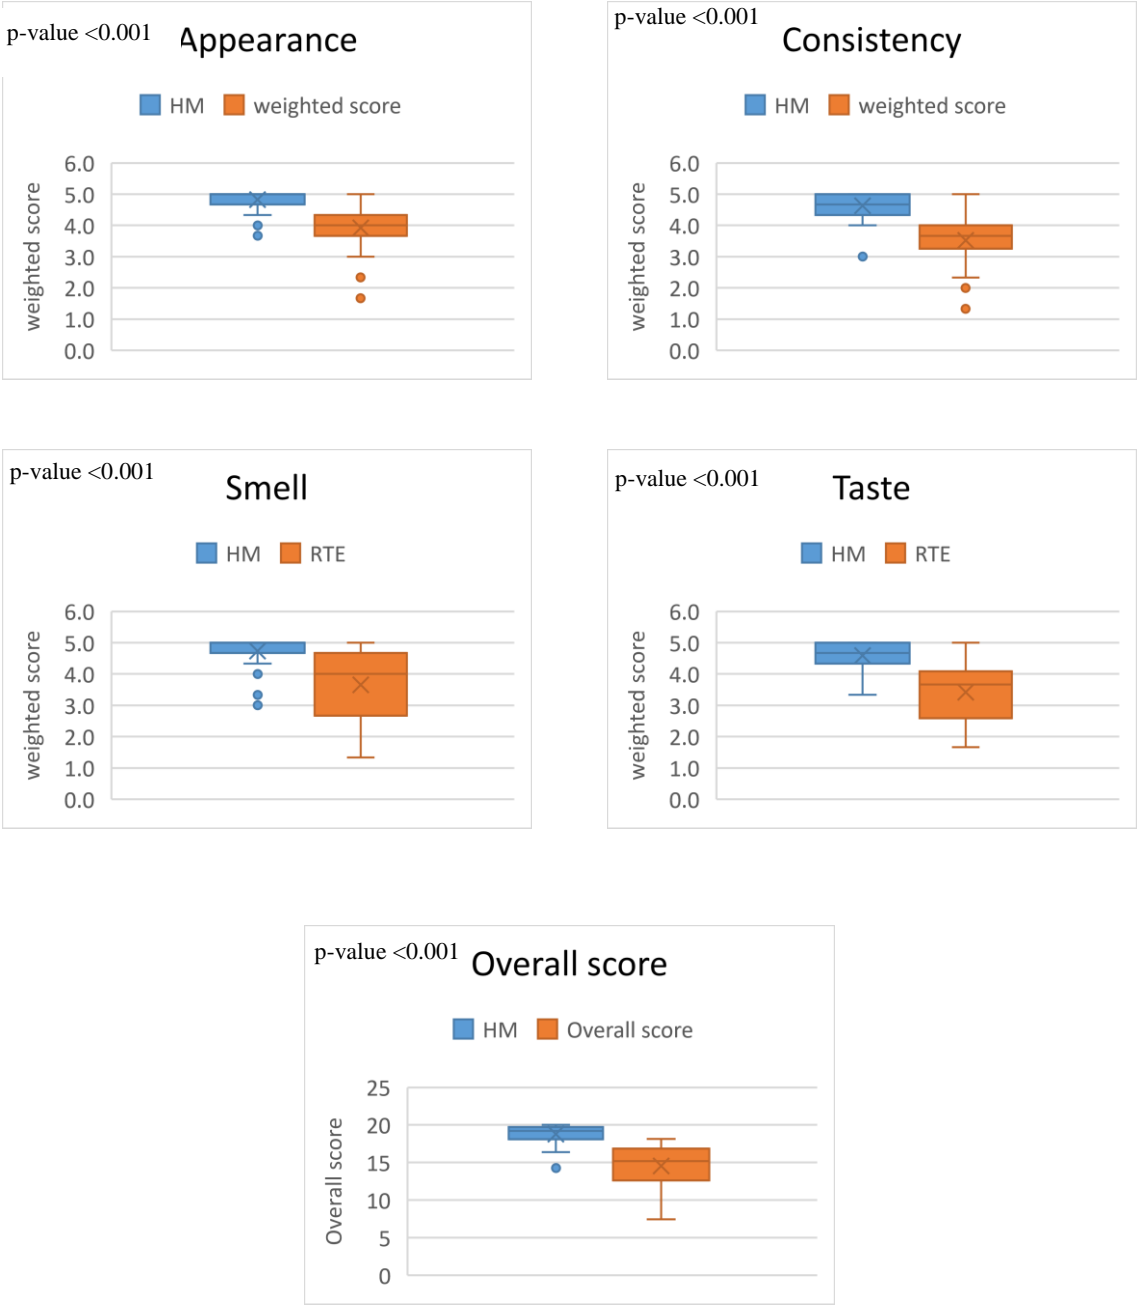 p-value <0.001
Appearance
HM weighted score
weighted score
6.0
5.0
4.0
3.0
2.0
1.0
0.0
p-value <0.001
Consistency
HM weighted score
weighted score
6.0
5.0
4.0
3.0
2.0
1.0
0.0
p-value <0.001
Smell
HM RTE
weighted score
6.0
5.0
4.0
3.0
2.0
1.0
0.0
p-value <0.001
Taste
HM RTE
weighted score
6.0
5.0
4.0
3.0
2.0
1.0
0.0
p-value <0.001
Overall score
HM Overall score
Overall score
25
20
15
10
5
0